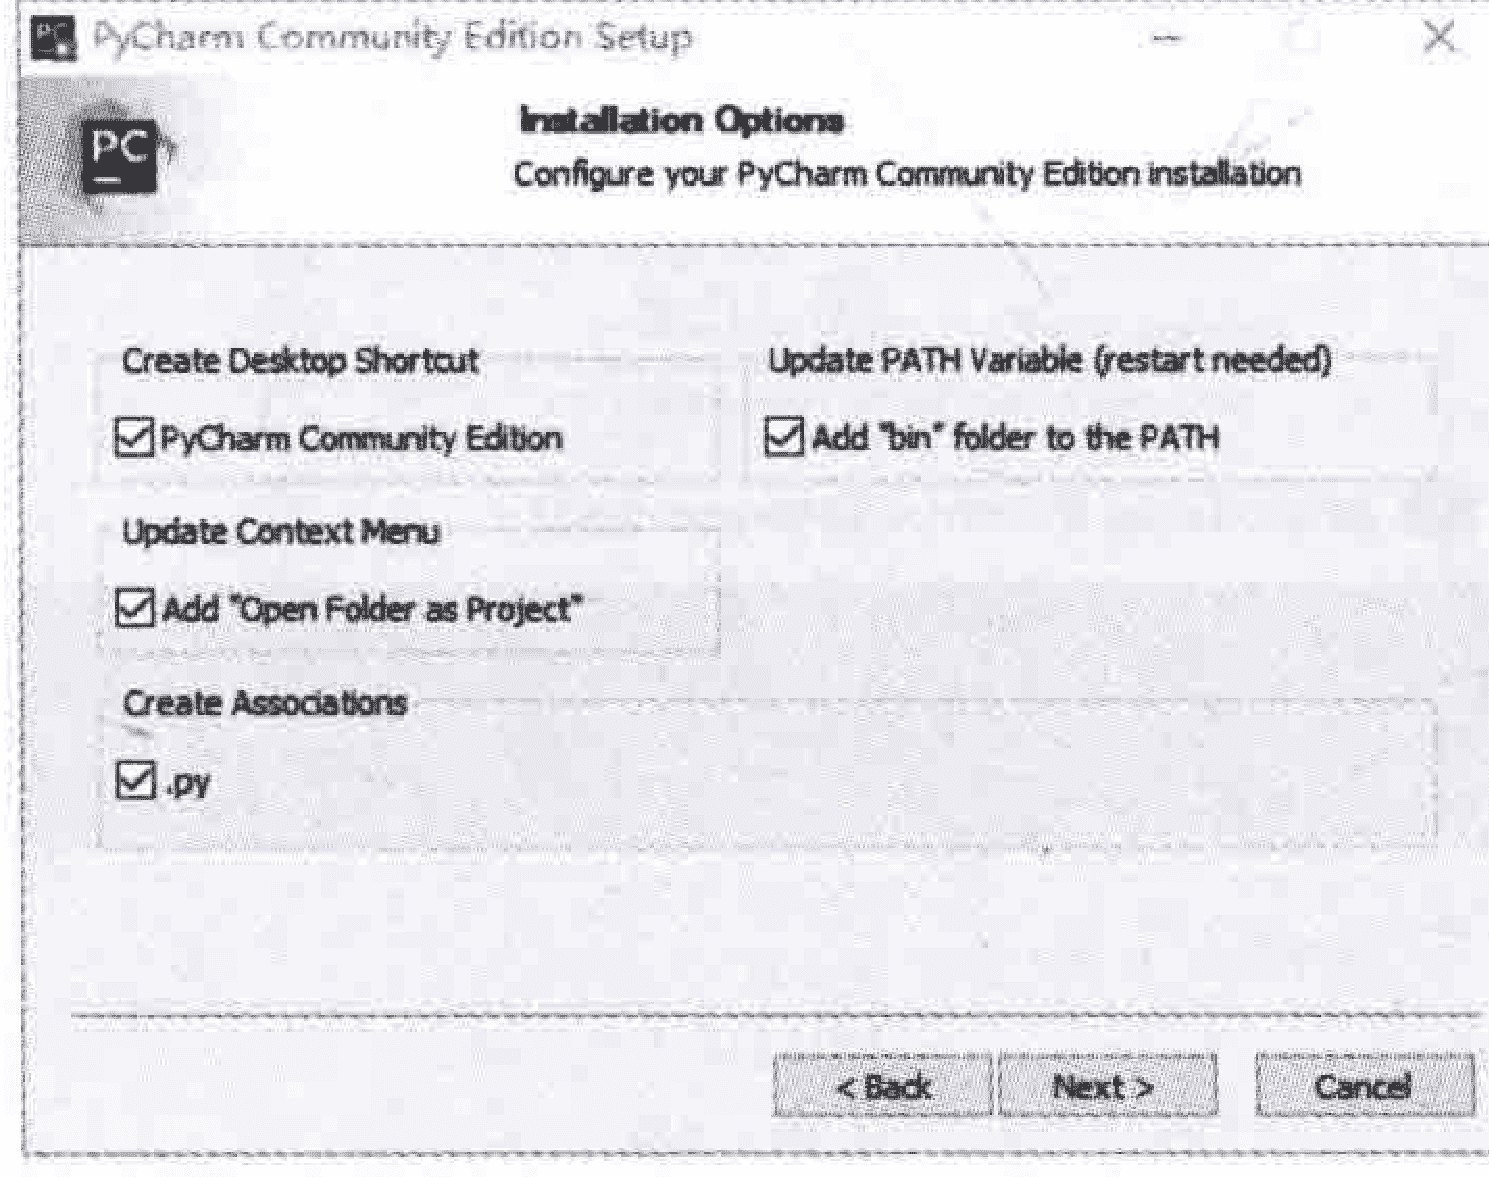 PyCharm Community Edition Setup
PC
Installation Options
Configure your PyCharm Community Edition installation
Create Desktop Shortcut
PyCharm Community Edition
Update PATH Variable (restart needed)
Add "bin" folder to the PATH
Update Context Menu
Add "Open Folder as Project"
Create Associations
.py
< Back
Next >
Cancel